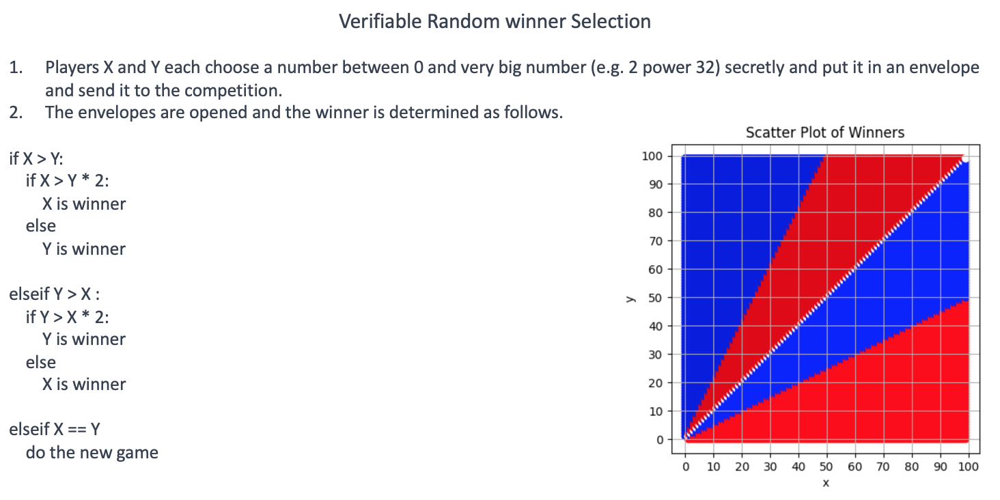 Verifiable Random winner Selection
1. Players X and Y each choose a number between 0 and very big number (e.g. 2 power 32) secretly and put it in an envelope
and send it to the competition.
2. The envelopes are opened and the winner is determined as follows.
if X > Y:
if X > Y * 2:
X is winner
else
Y is winner
elseif Y > X :
if Y > X * 2:
Y is winner
else
X is winner
elseif X == Y
do the new game
Scatter Plot of Winners
100
90
80
70
60
50
40
30
20
10
0
y
0 10 20 30 40 50 60 70 80 90 100
x